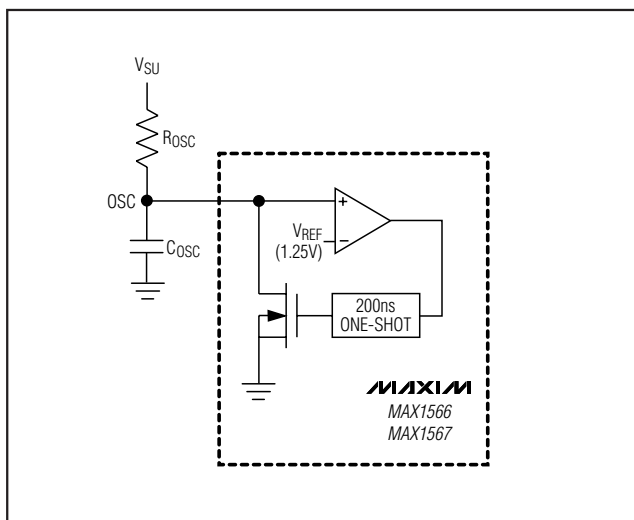 VSU
ROSC
OSC
COSC
+
VREF
(1.25V)
−
200ns
ONE-SHOT
MAXIM
MAX1566
MAX1567